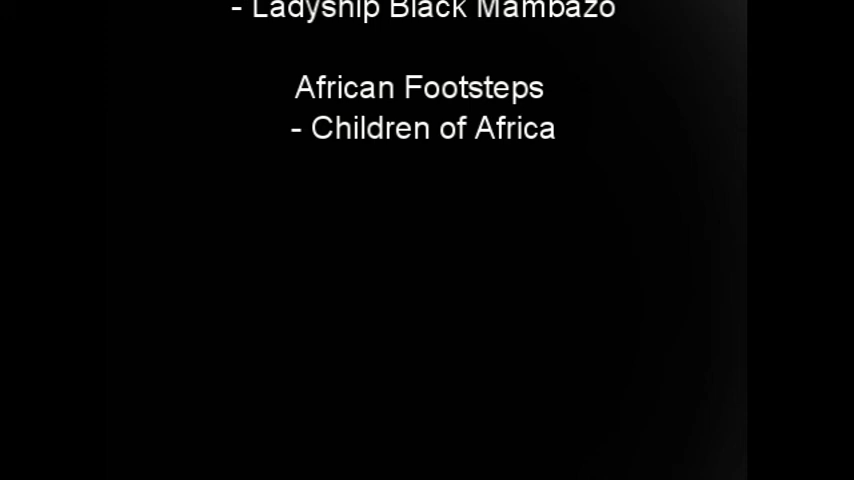 - Ladyship Black Mambazo
African Footsteps
- Children of Africa